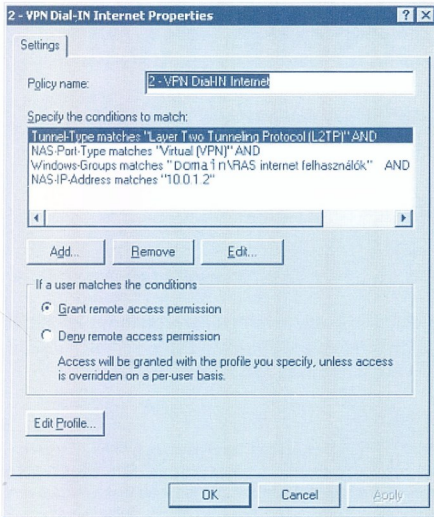 2 - VPN Dial-IN Internet Properties
Settings
Policy name: 2 - VPN Dial-IN Internet
Specify the conditions to match:
Tunnel-Type matches "Layer Two Tunneling Protocol (L2TP)" AND
NAS-Port-Type matches "Virtual (VPN)" AND
Windows-Groups matches "Domain\RAS internet felhasználók" AND
NAS-IP-Address matches "10.0.1.2"
Add... Remove Edit...
If a user matches the conditions
Grant remote access permission
Deny remote access permission
Access will be granted with the profile you specify, unless access
is overridden on a per-user basis.
Edit Profile...
OK Cancel Apply